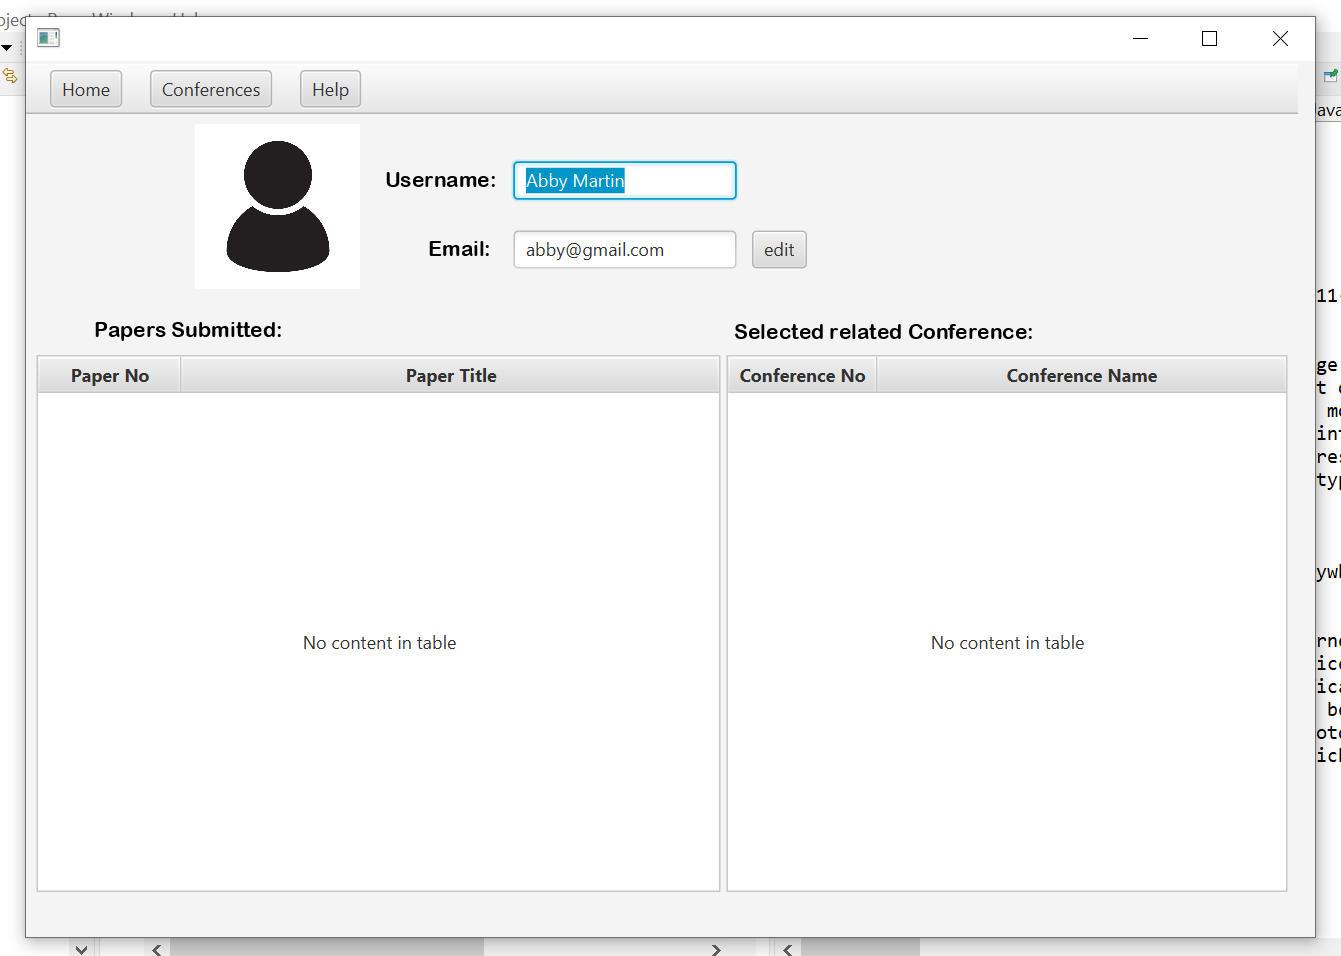 Home Conferences Help
Username: Abby Martin
Email: abby@gmail.com edit
Papers Submitted:
Selected related Conference:
Paper No Paper Title
Conference No Conference Name
No content in table
No content in table